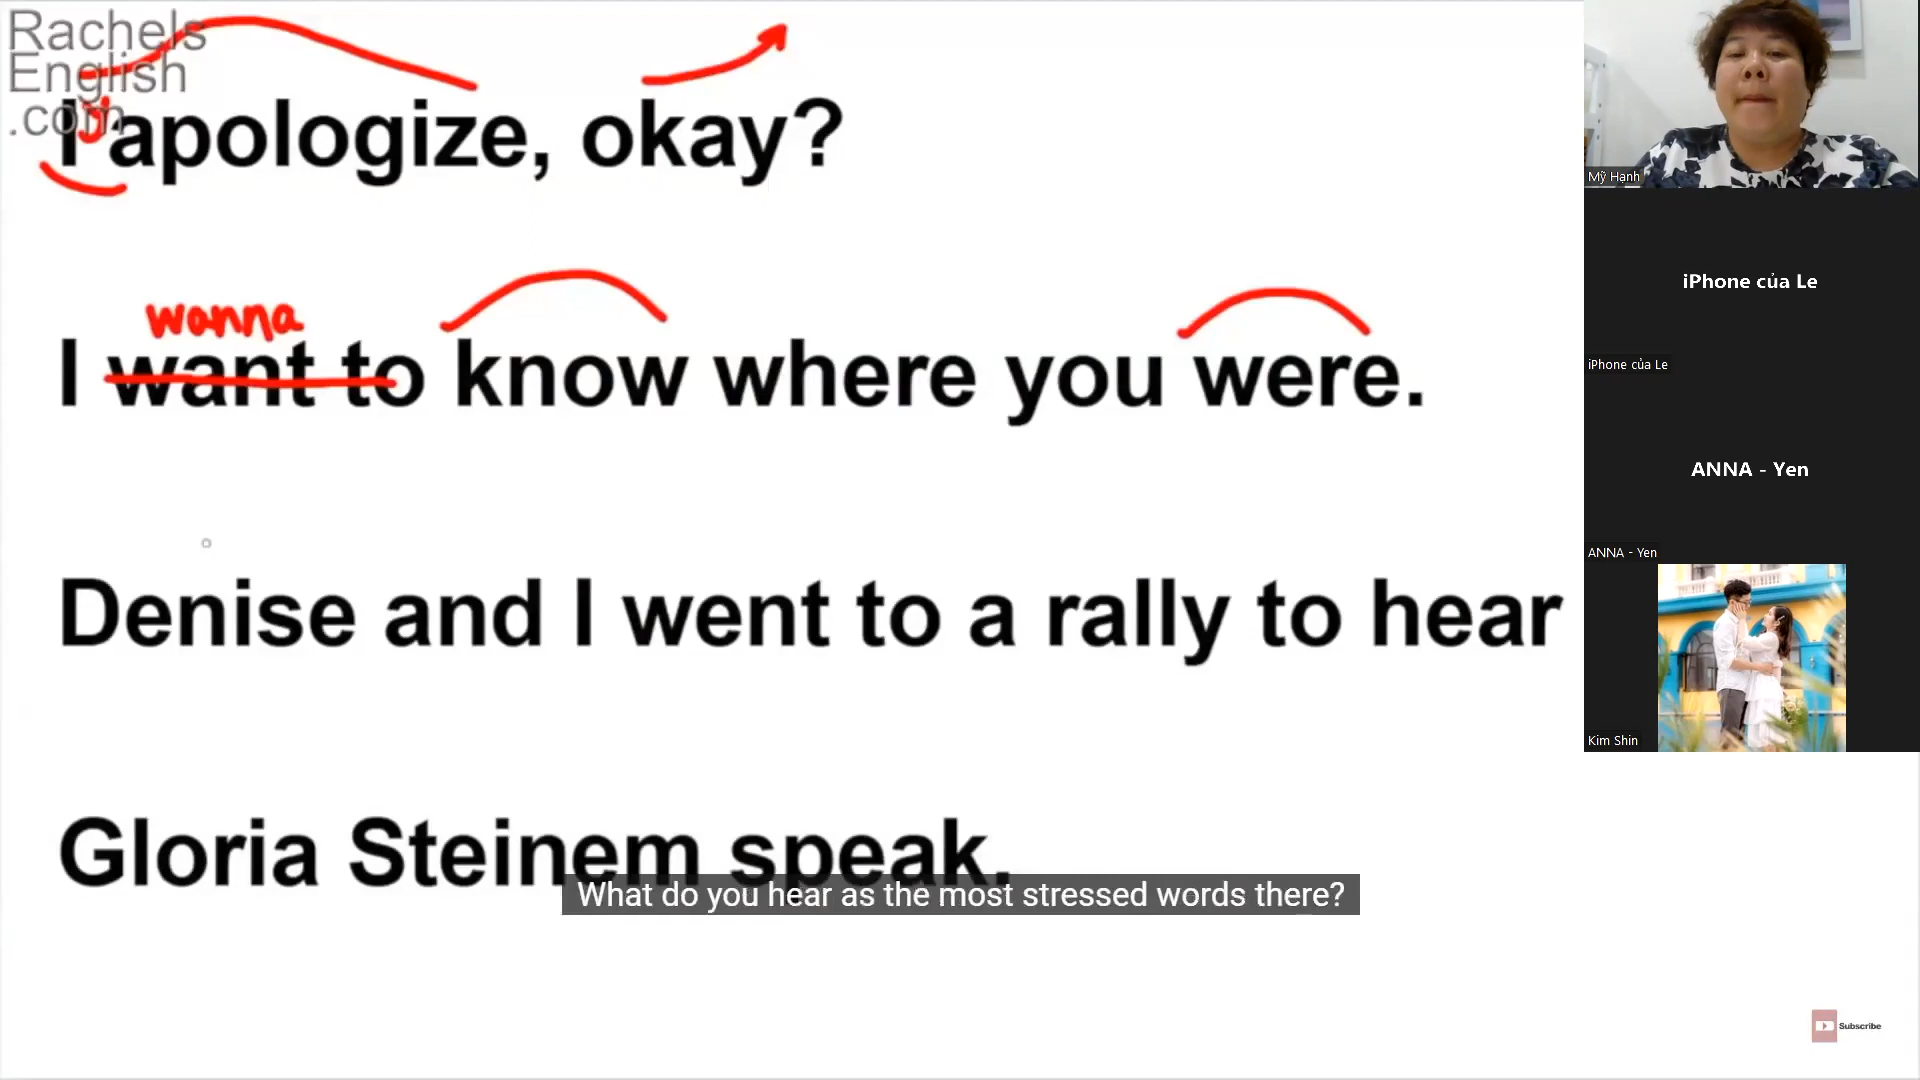 Rachels
English
.com
I apologize, okay?
j
wanna
I want to know where you were.
Denise and I went to a rally to hear
Gloria Steinem speak.
What do you hear as the most stressed words there?
Subscribe
Mỹ Hạnh
iPhone của Le
iPhone của Le
ANNA - Yen
ANNA - Yen
Kim Shin